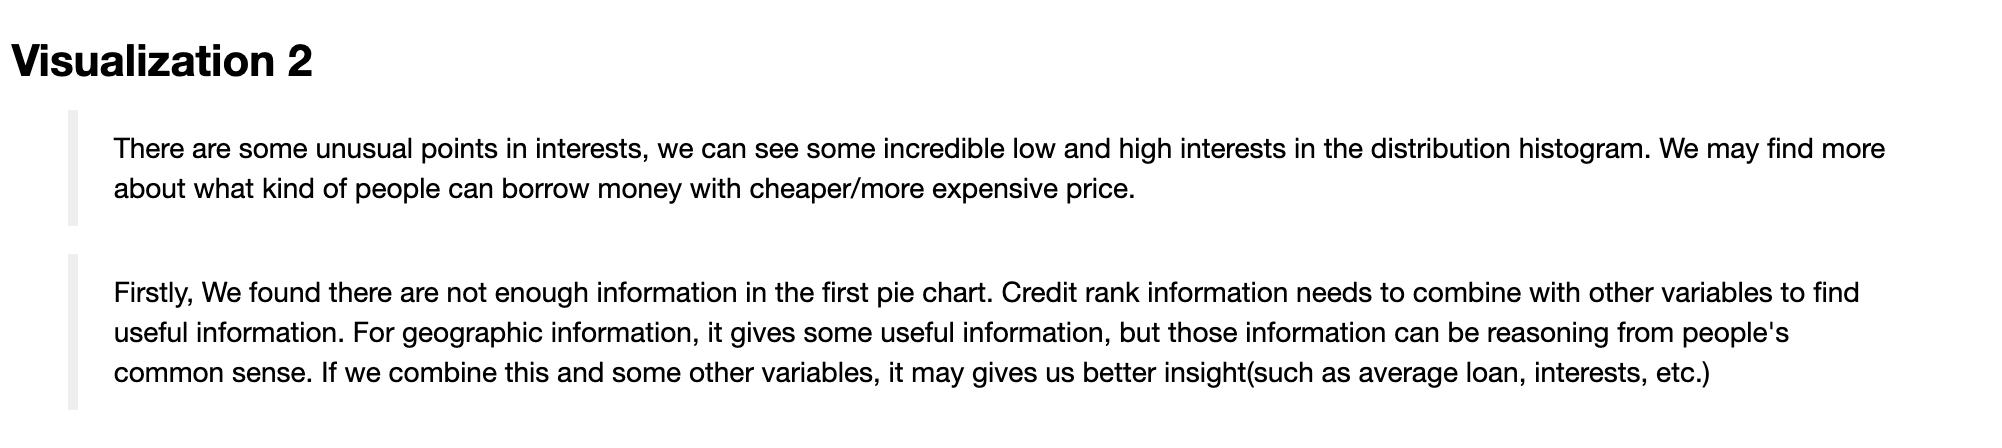 Visualization 2
There are some unusual points in interests, we can see some incredible low and high interests in the distribution histogram. We may find more
about what kind of people can borrow money with cheaper/more expensive price.
Firstly, We found there are not enough information in the first pie chart. Credit rank information needs to combine with other variables to find
useful information. For geographic information, it gives some useful information, but those information can be reasoning from people's
common sense. If we combine this and some other variables, it may gives us better insight(such as average loan, interests, etc.)